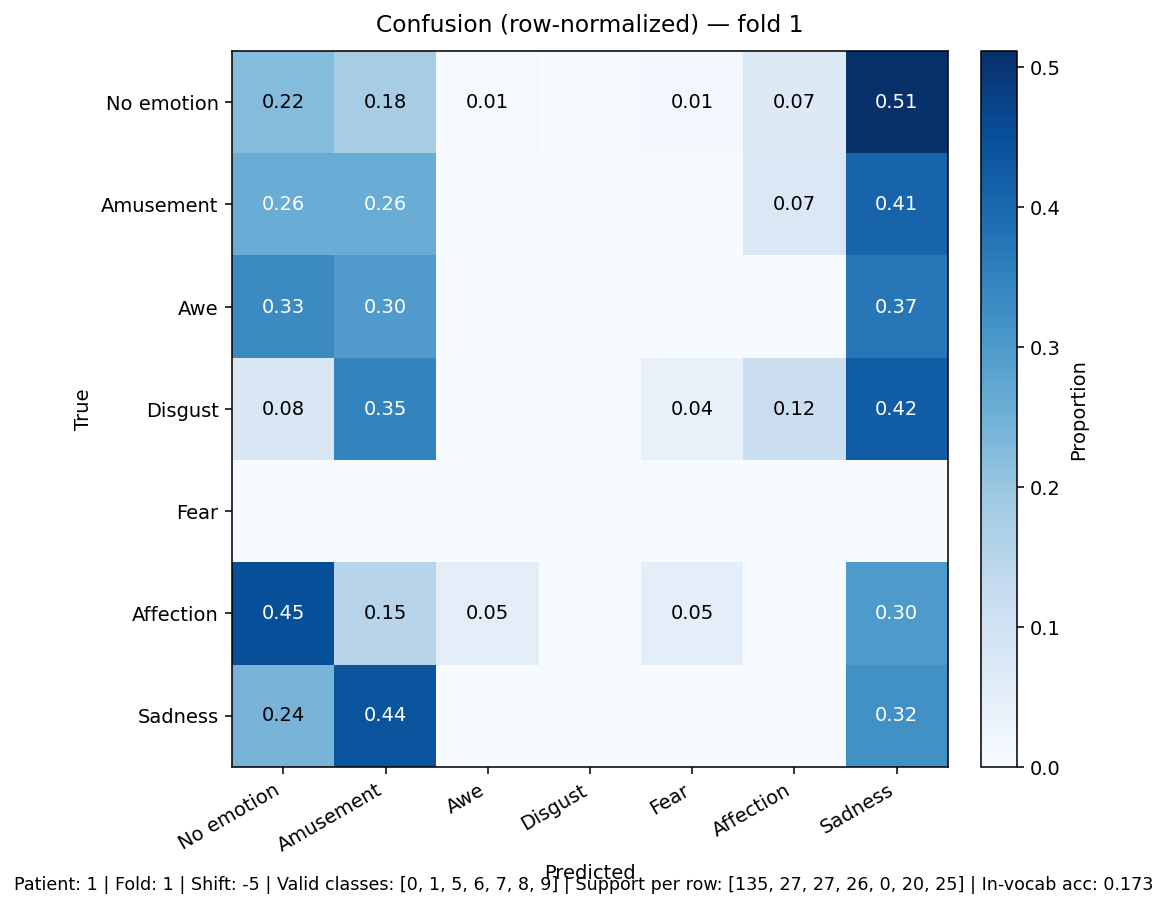 Confusion (row-normalized) — fold 1
No emotion 0.22 0.18 0.01 0.01 0.07 0.51
Amusement 0.26 0.26 0.07 0.41
Awe 0.33 0.30 0.37
Disgust 0.08 0.35 0.04 0.12 0.42
Fear
Affection 0.45 0.15 0.05 0.05 0.30
Sadness 0.24 0.44 0.32
True
No emotion Amusement Awe Disgust Fear Affection Sadness
Predicted
0.5
0.4
0.3
0.2
0.1
0.0
Proportion
Patient: 1 | Fold: 1 | Shift: -5 | Valid classes: [0, 1, 5, 6, 7, 8, 9] | Support per row: [135, 27, 27, 26, 0, 20, 25] | In-vocab acc: 0.173